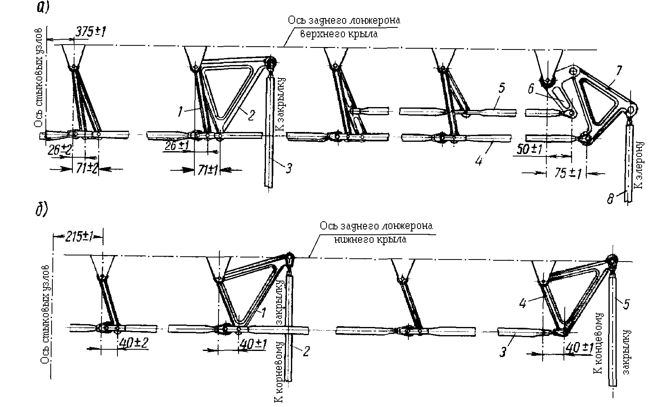 а)
Ось заднего лонжерона
верхнего крыла
375±1
Ось стыковых узлов
1
2
К закрылку
3
26±2
71±2
26±1
71±1
5
4
6
7
50±1
75±1
8
К элерону
б)
Ось заднего лонжерона
нижнего крыла
215±1
Ось стыковых узлов
1
2
К корневому
закрылку
40±2
40±1
3
4
5
40±1
К концевому
закрылку